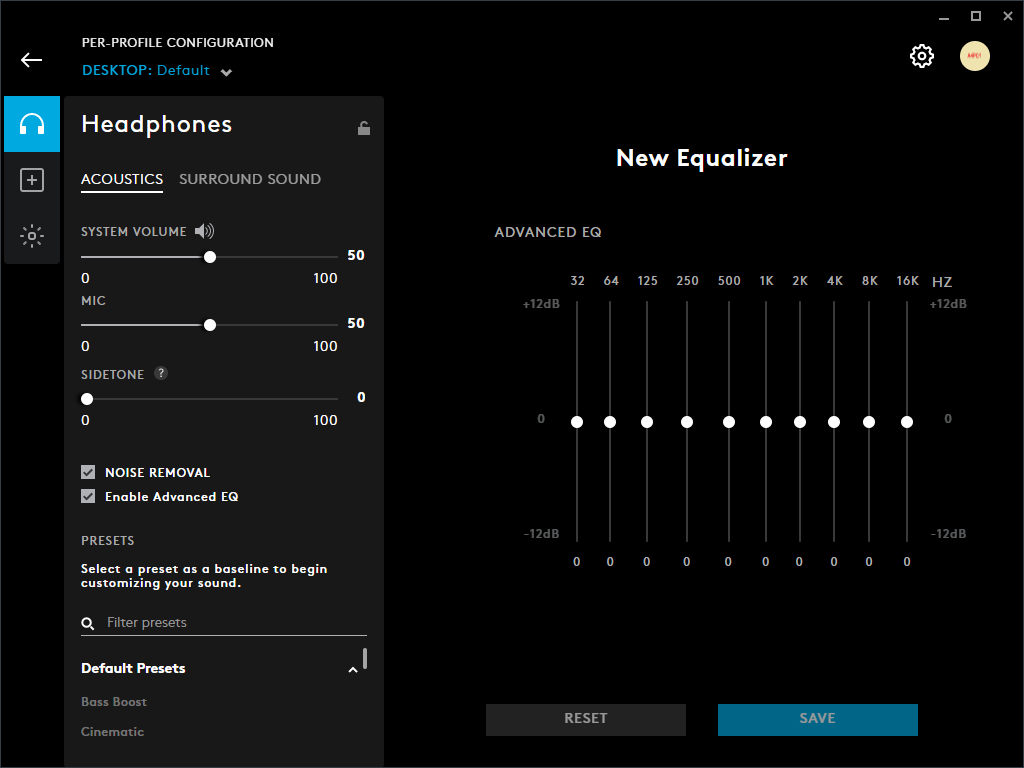 PER-PROFILE CONFIGURATION
DESKTOP: Default
Headphones
ACOUSTICS SURROUND SOUND
SYSTEM VOLUME
50
0 100
MIC
50
0 100
SIDETONE ?
0
0 100
NOISE REMOVAL
Enable Advanced EQ
PRESETS
Select a preset as a baseline to begin
customizing your sound.
Filter presets
Default Presets
Bass Boost
Cinematic
New Equalizer
ADVANCED EQ
32 64 125 250 500 1K 2K 4K 8K 16K HZ
+12dB +12dB
0 0
-12dB -12dB
0 0 0 0 0 0 0 0 0 0
RESET SAVE